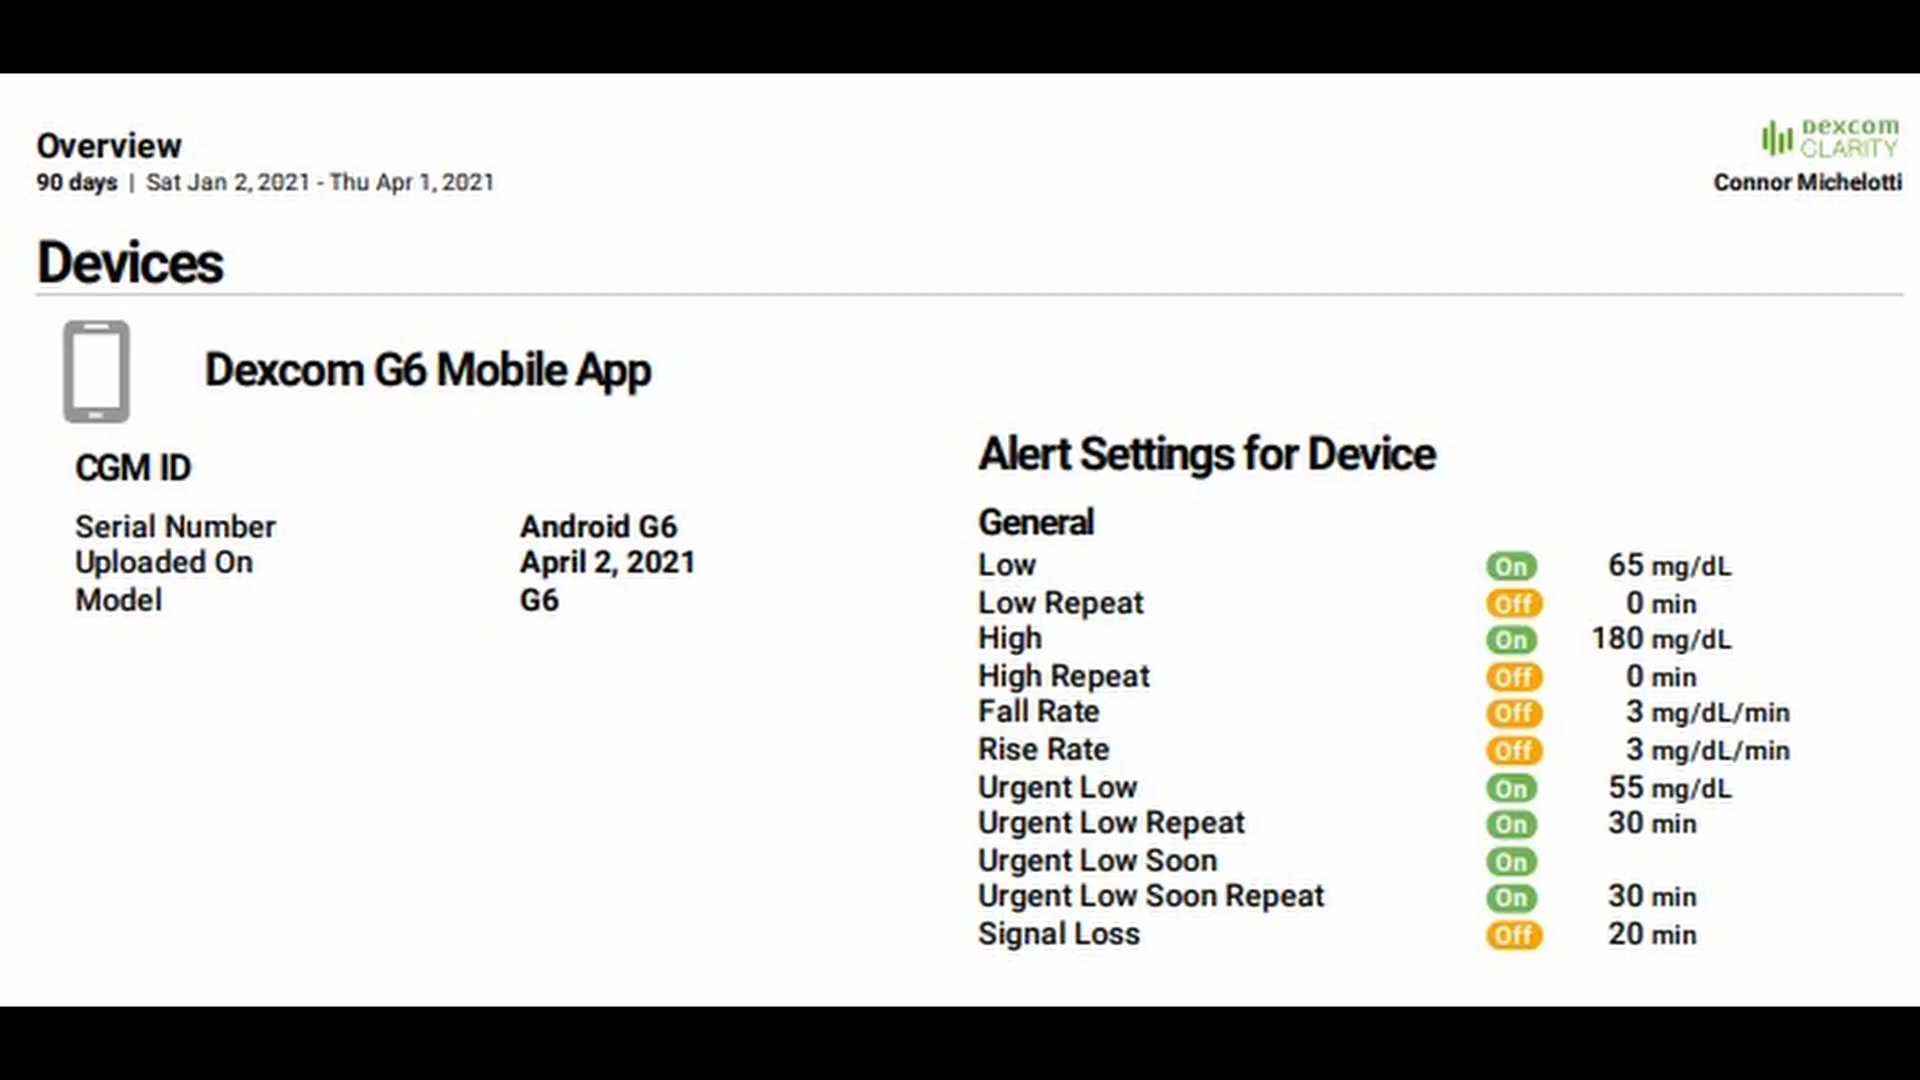 Overview
90 days | Sat Jan 2, 2021 - Thu Apr 1, 2021
Dexcom
CLARITY
Connor Michelotti
Devices
Dexcom G6 Mobile App
CGM ID
Serial Number Android G6
Uploaded On April 2, 2021
Model G6
Alert Settings for Device
General
Low On 65 mg/dL
Low Repeat Off 0 min
High On 180 mg/dL
High Repeat Off 0 min
Fall Rate Off 3 mg/dL/min
Rise Rate Off 3 mg/dL/min
Urgent Low On 55 mg/dL
Urgent Low Repeat On 30 min
Urgent Low Soon On
Urgent Low Soon Repeat On 30 min
Signal Loss Off 20 min